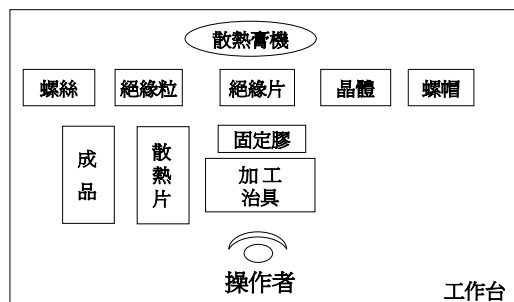 散熱膏機
螺絲 絕緣粒 絕緣片 晶體 螺帽
固定膠
成品
散熱片
加工
治具
操作者
工作台